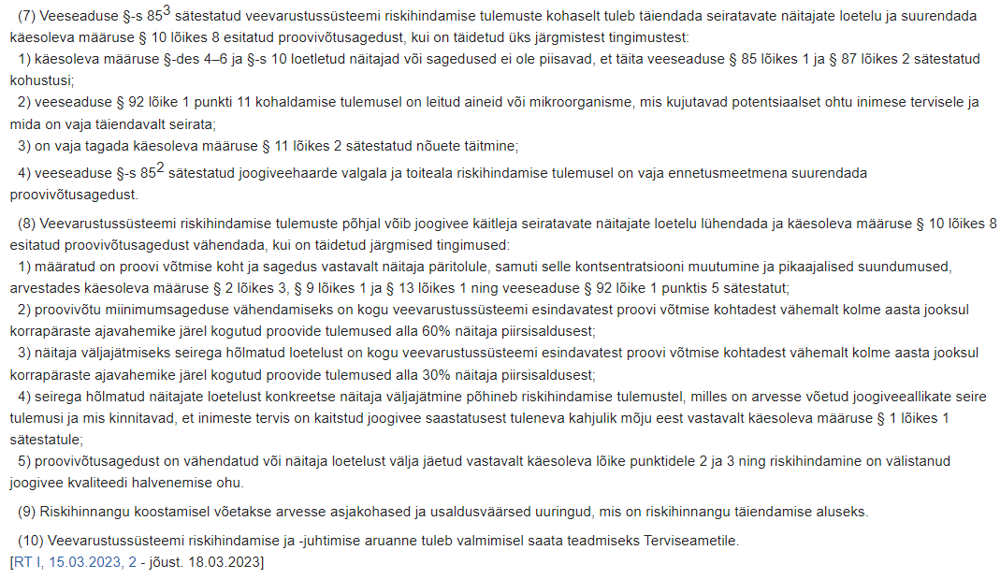 (7) Veeseaduse §-s 85³ sätestatud veevarustussüsteemi riskihindamise tulemuste kohaselt tuleb täiendada seiratavate näitajate loetelu ja suurendada
käesoleva määruse § 10 lõikes 8 esitatud proovivõtusagedust, kui on täidetud üks järgmistest tingimustest:
1) käesoleva määruse §-des 4–6 ja §-s 10 loetletud näitajad või sagedused ei ole piisavad, et täita veeseaduse § 85 lõikes 1 ja § 87 lõikes 2 sätestatud
kohustusi;
2) veeseaduse § 92 lõike 1 punkti 11 kohaldamise tulemusel on leitud aineid või mikroorganisme, mis kujutavad potentsiaalset ohtu inimese tervisele ja
mida on vaja täiendavalt seirata;
3) on vaja tagada käesoleva määruse § 11 lõikes 2 sätestatud nõuete täitmine;
4) veeseaduse §-s 85² sätestatud joogiveehaarde valgala ja toiteala riskihindamise tulemusel on vaja ennetusmeetmena suurendada
proovivõtusagedust.
(8) Veevarustussüsteemi riskihindamise tulemuste põhjal võib joogivee käitleja seiratavate näitajate loetelu lühendada ja käesoleva määruse § 10 lõikes 8
esitatud proovivõtusagedust vähendada, kui on täidetud järgmised tingimused:
1) määratud on proovi võtmise koht ja sagedus vastavalt näitaja päritolule, samuti selle kontsentratsiooni muutumine ja pikaajalised suundumused,
arvestades käesoleva määruse § 2 lõikes 3, § 9 lõikes 1 ja § 13 lõikes 1 ning veeseaduse § 92 lõike 1 punktis 5 sätestatut;
2) proovivõtu miinimumsageduse vähendamiseks on kogu veevarustussüsteemi esindavatest proovi võtmise kohtadest vähemalt kolme aasta jooksul
korrapäraste ajavahemike järel kogutud proovide tulemused alla 60% näitaja piirsisaldusest;
3) näitaja väljajätmiseks seirega hõlmatud loetelust on kogu veevarustussüsteemi esindavatest proovi võtmise kohtadest vähemalt kolme aasta jooksul
korrapäraste ajavahemike järel kogutud proovide tulemused alla 30% näitaja piirsisaldusest;
4) seirega hõlmatud näitajate loetelust konkreetse näitaja väljajätmine põhineb riskihindamise tulemustel, milles on arvesse võetud joogiveeallikate seire
tulemusi ja mis kinnitavad, et inimeste tervis on kaitstud joogivee saastatusest tuleneva kahjulik mõju eest vastavalt käesoleva määruse § 1 lõikes 1
sätestatule;
5) proovivõtusagedust on vähendatud või näitaja loetelust välja jäetud vastavalt käesoleva lõike punktidele 2 ja 3 ning riskihindamine on välistanud
joogivee kvaliteedi halvenemise ohu.
(9) Riskihinnangu koostamisel võetakse arvesse asjakohased ja usaldusväärsed uuringud, mis on riskihinnangu täiendamise aluseks.
(10) Veevarustussüsteemi riskihindamise ja -juhtimise aruanne tuleb valmimisel saata teadmiseks Terviseametile.
[RT I, 15.03.2023, 2 - jõust. 18.03.2023]